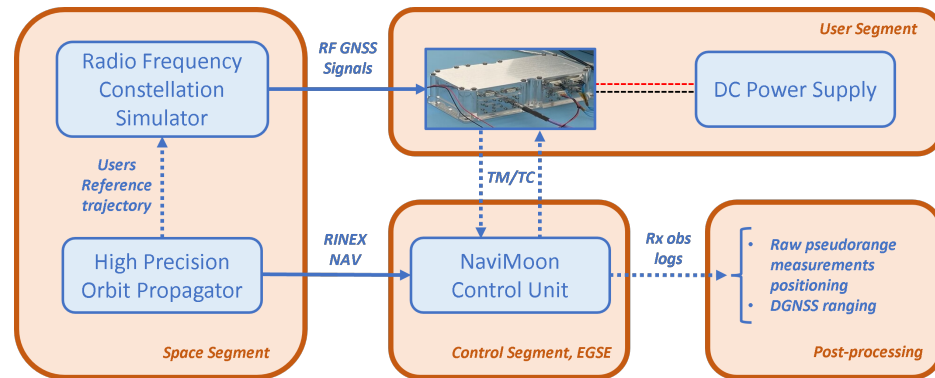 User Segment
Radio Frequency
Constellation
Simulator
RF GNSS
Signals
DC Power Supply
Users
Reference
trajectory
TM/TC
High Precision
Orbit Propagator
RINEX
NAV
NaviMoon
Control Unit
Rx obs
logs
• Raw pseudorange
measurements
positioning
• DGNSS ranging
Space Segment
Control Segment, EGSE
Post-processing